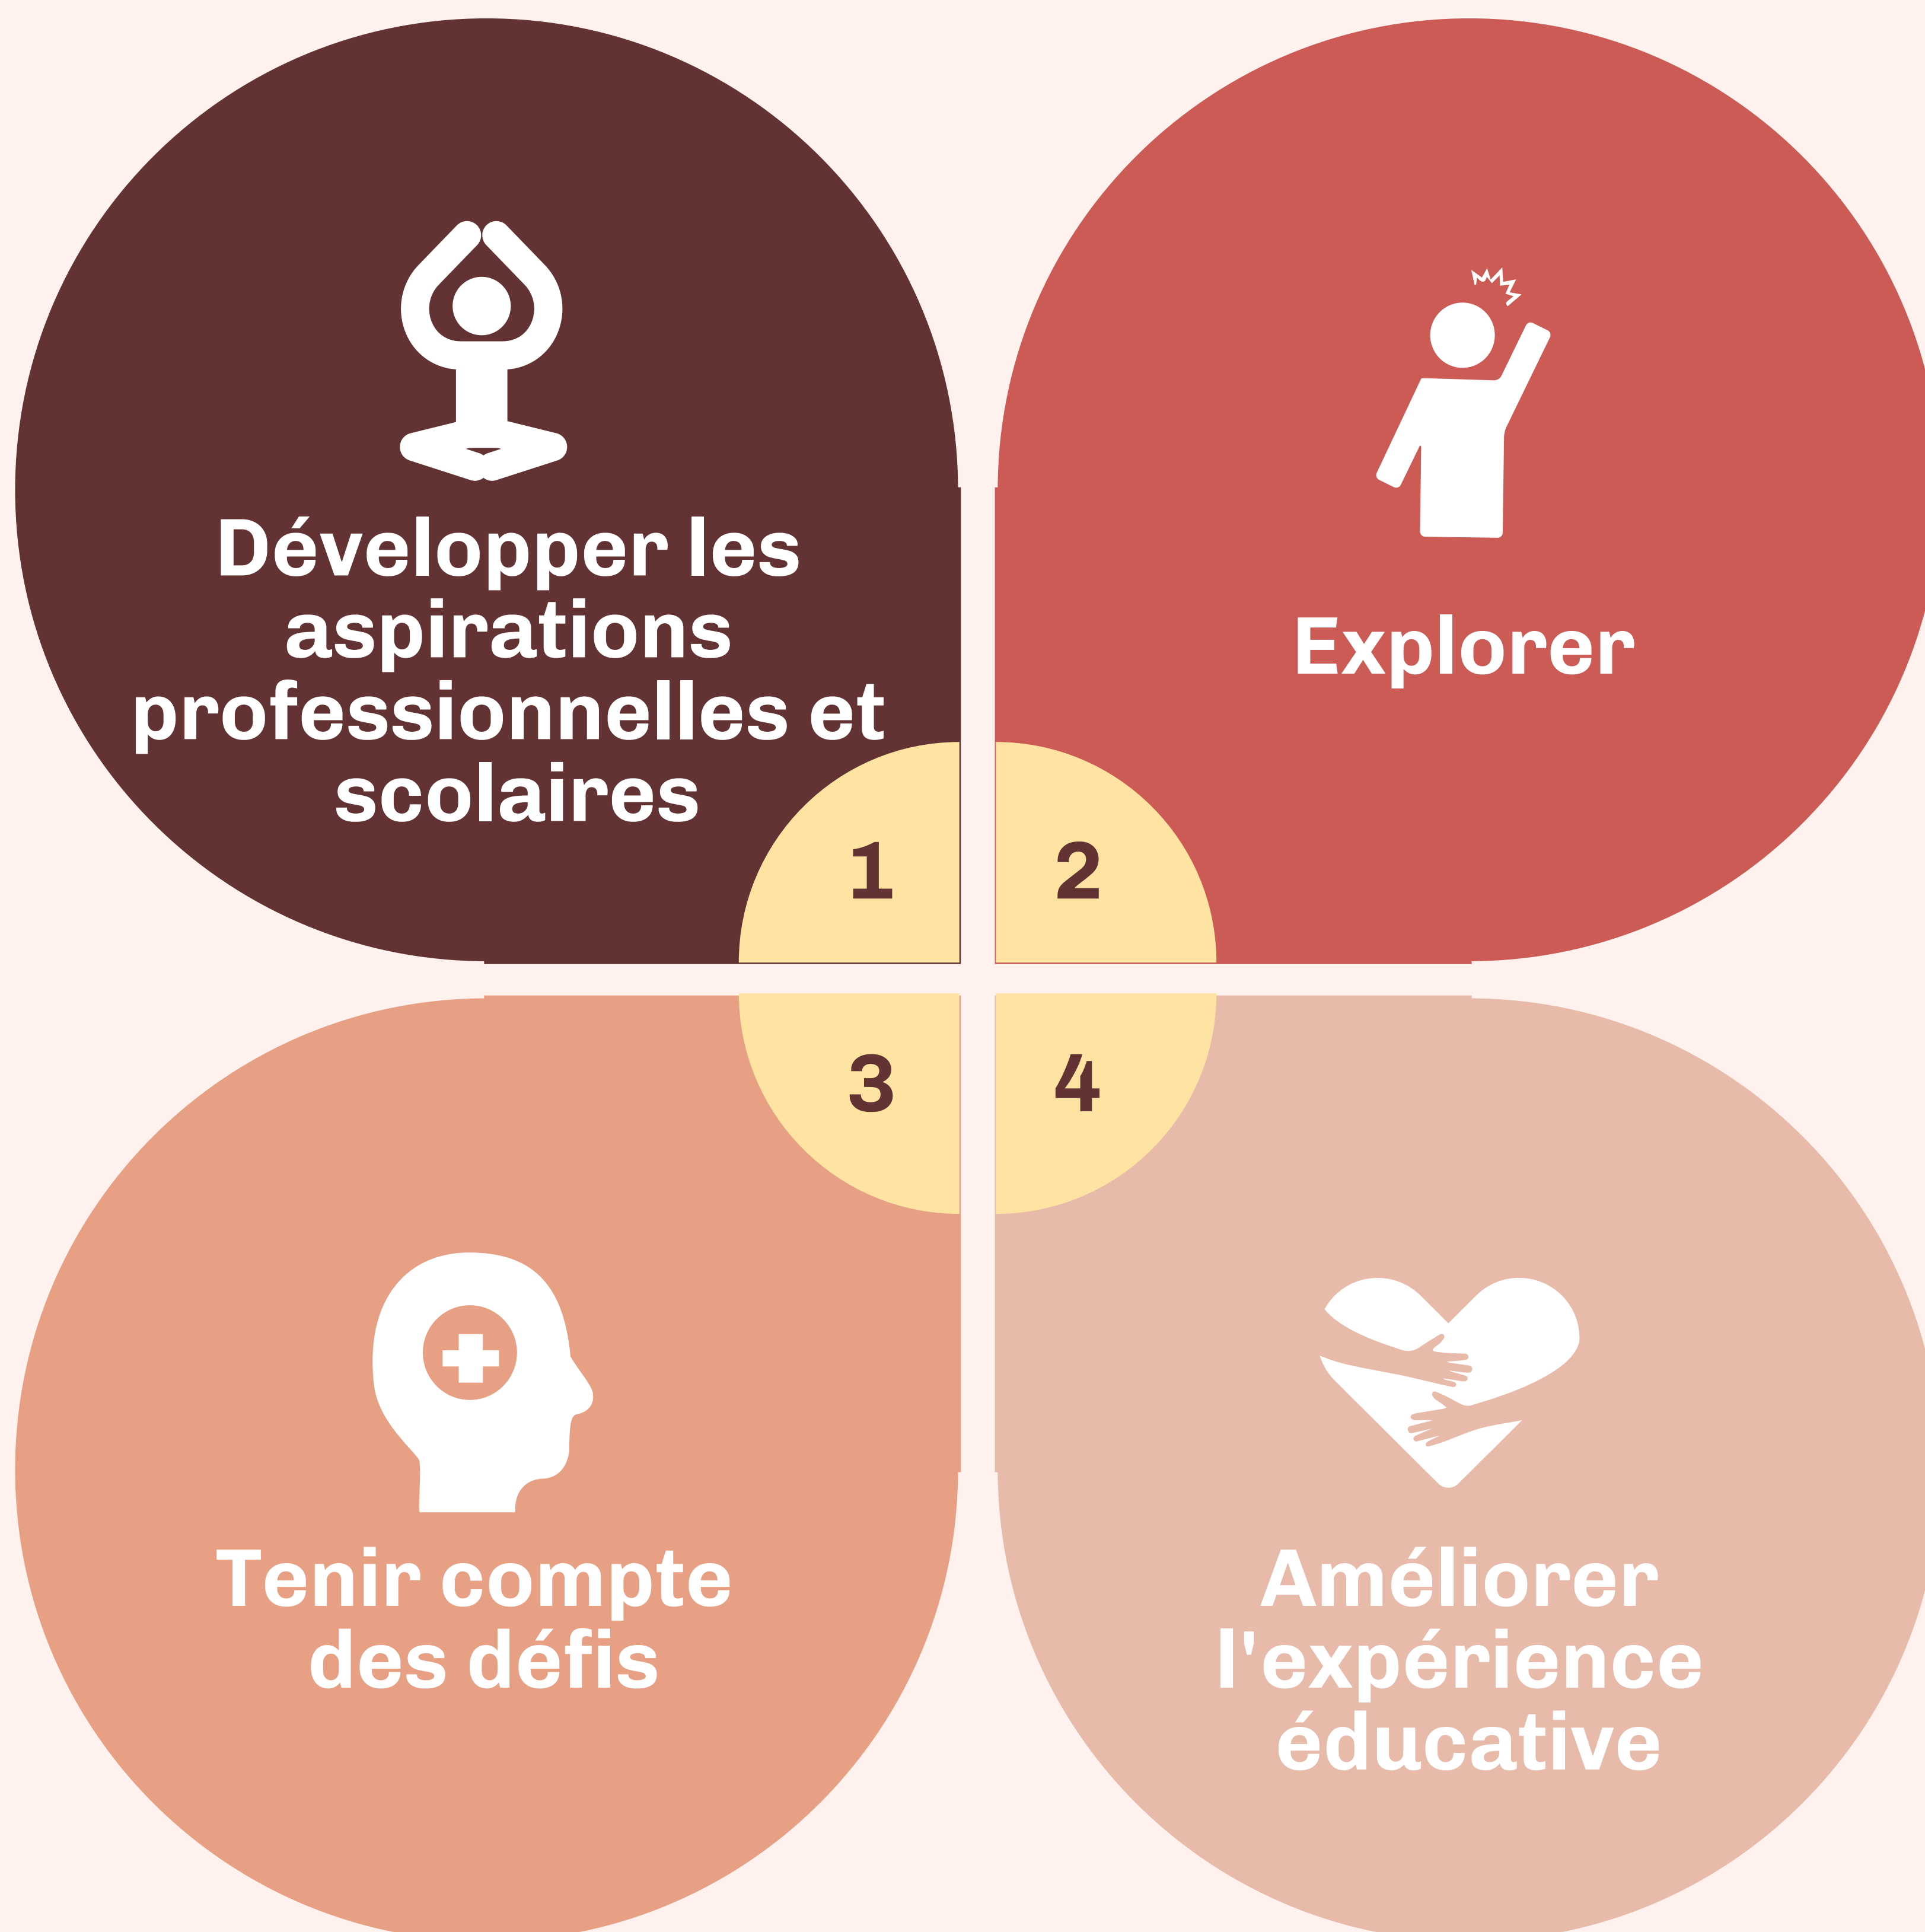 Développer les
aspirations
professionnelles et
scolaires
1
Explorer
2
3
Tenir compte
des défis
4
Améliorer
l'expérience
éducative